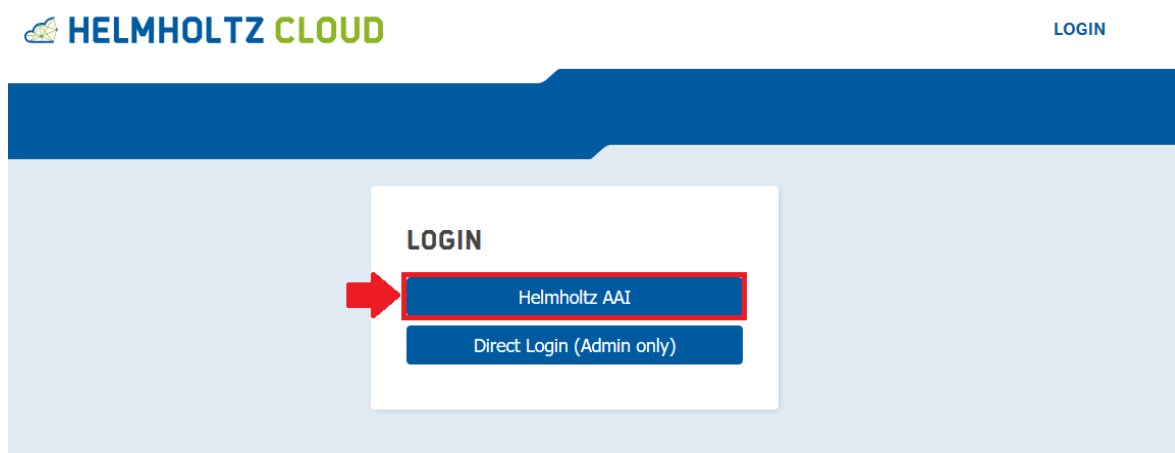 HELMHOLTZ CLOUD
LOGIN
LOGIN
Helmholtz AAI
Direct Login (Admin only)